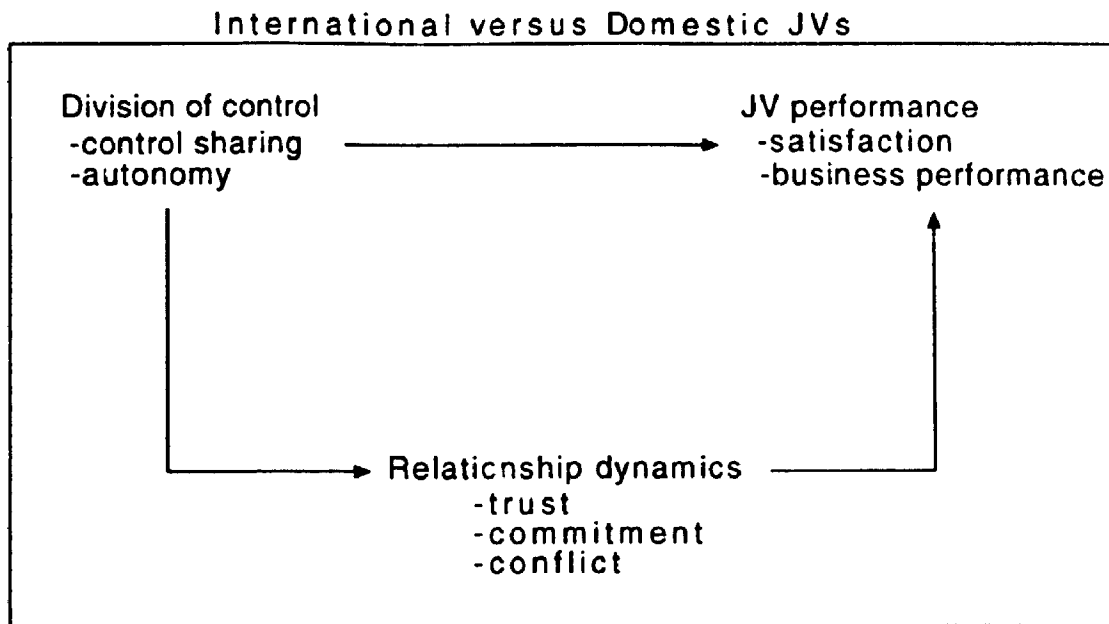 International versus Domestic JVs
Division of control
-control sharing
-autonomy
JV performance
-satisfaction
-business performance
Relationship dynamics
-trust
-commitment
-conflict